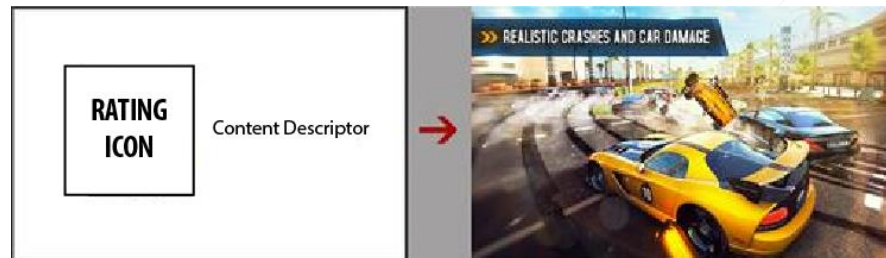 RATING
ICON
Content Descriptor
>> REALISTIC CRASHES AND CAR DAMAGE